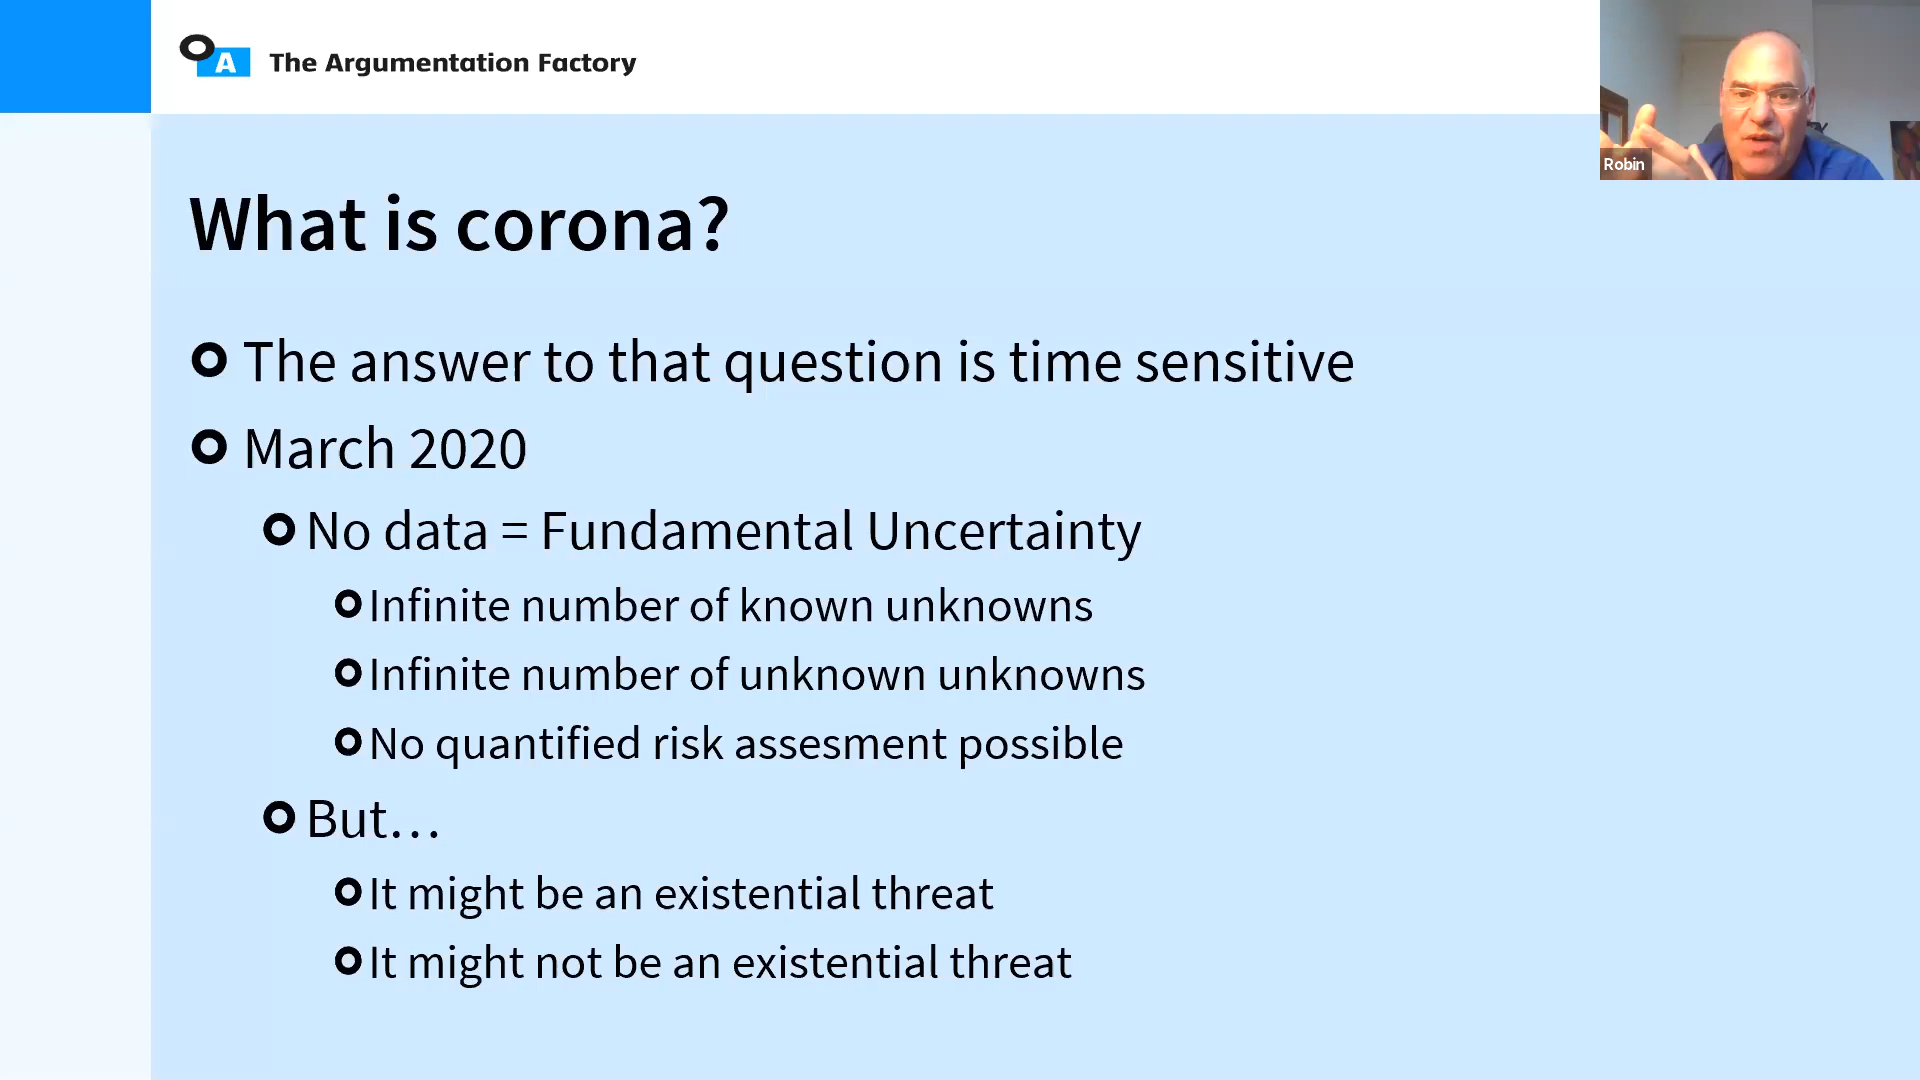 A The Argumentation Factory
Robin
What is corona?
The answer to that question is time sensitive
March 2020
No data = Fundamental Uncertainty
Infinite number of known unknowns
Infinite number of unknown unknowns
No quantified risk assesment possible
But...
It might be an existential threat
It might not be an existential threat